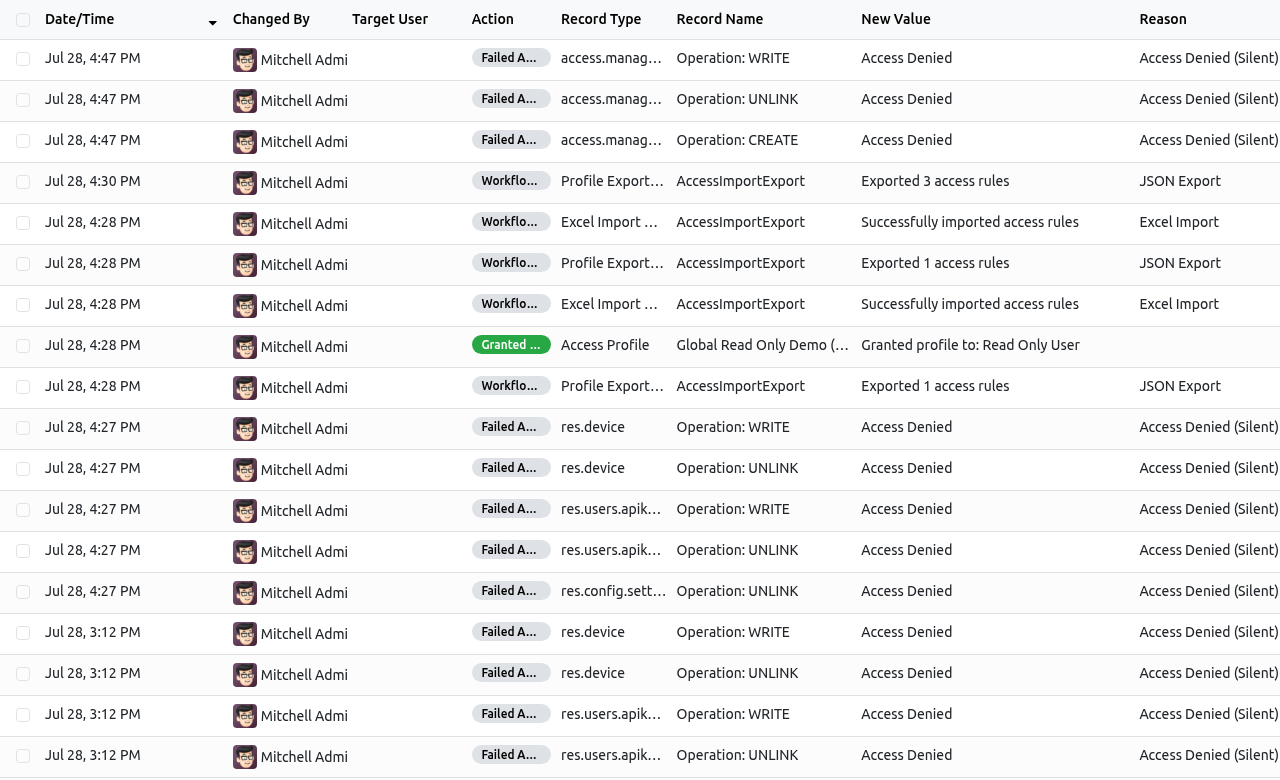 Date/Time Changed By Target User Action Record Type Record Name New Value Reason
Jul 28, 4:47 PM Mitchell Admi Failed A... access.manag... Operation: WRITE Access Denied Access Denied (Silent)
Jul 28, 4:47 PM Mitchell Admi Failed A... access.manag... Operation: UNLINK Access Denied Access Denied (Silent)
Jul 28, 4:47 PM Mitchell Admi Failed A... access.manag... Operation: CREATE Access Denied Access Denied (Silent)
Jul 28, 4:30 PM Mitchell Admi Workflo... Profile Export... AccessImportExport Exported 3 access rules JSON Export
Jul 28, 4:28 PM Mitchell Admi Workflo... Excel Import ... AccessImportExport Successfully imported access rules Excel Import
Jul 28, 4:28 PM Mitchell Admi Workflo... Profile Export... AccessImportExport Exported 1 access rules JSON Export
Jul 28, 4:28 PM Mitchell Admi Workflo... Excel Import ... AccessImportExport Successfully imported access rules Excel Import
Jul 28, 4:28 PM Mitchell Admi Granted ... Access Profile Global Read Only Demo (... Granted profile to: Read Only User
Jul 28, 4:28 PM Mitchell Admi Workflo... Profile Export... AccessImportExport Exported 1 access rules JSON Export
Jul 28, 4:27 PM Mitchell Admi Failed A... res.device Operation: WRITE Access Denied Access Denied (Silent)
Jul 28, 4:27 PM Mitchell Admi Failed A... res.device Operation: UNLINK Access Denied Access Denied (Silent)
Jul 28, 4:27 PM Mitchell Admi Failed A... res.users.apik... Operation: WRITE Access Denied Access Denied (Silent)
Jul 28, 4:27 PM Mitchell Admi Failed A... res.users.apik... Operation: UNLINK Access Denied Access Denied (Silent)
Jul 28, 4:27 PM Mitchell Admi Failed A... res.config.sett... Operation: UNLINK Access Denied Access Denied (Silent)
Jul 28, 3:12 PM Mitchell Admi Failed A... res.device Operation: WRITE Access Denied Access Denied (Silent)
Jul 28, 3:12 PM Mitchell Admi Failed A... res.device Operation: UNLINK Access Denied Access Denied (Silent)
Jul 28, 3:12 PM Mitchell Admi Failed A... res.users.apik... Operation: WRITE Access Denied Access Denied (Silent)
Jul 28, 3:12 PM Mitchell Admi Failed A... res.users.apik... Operation: UNLINK Access Denied Access Denied (Silent)